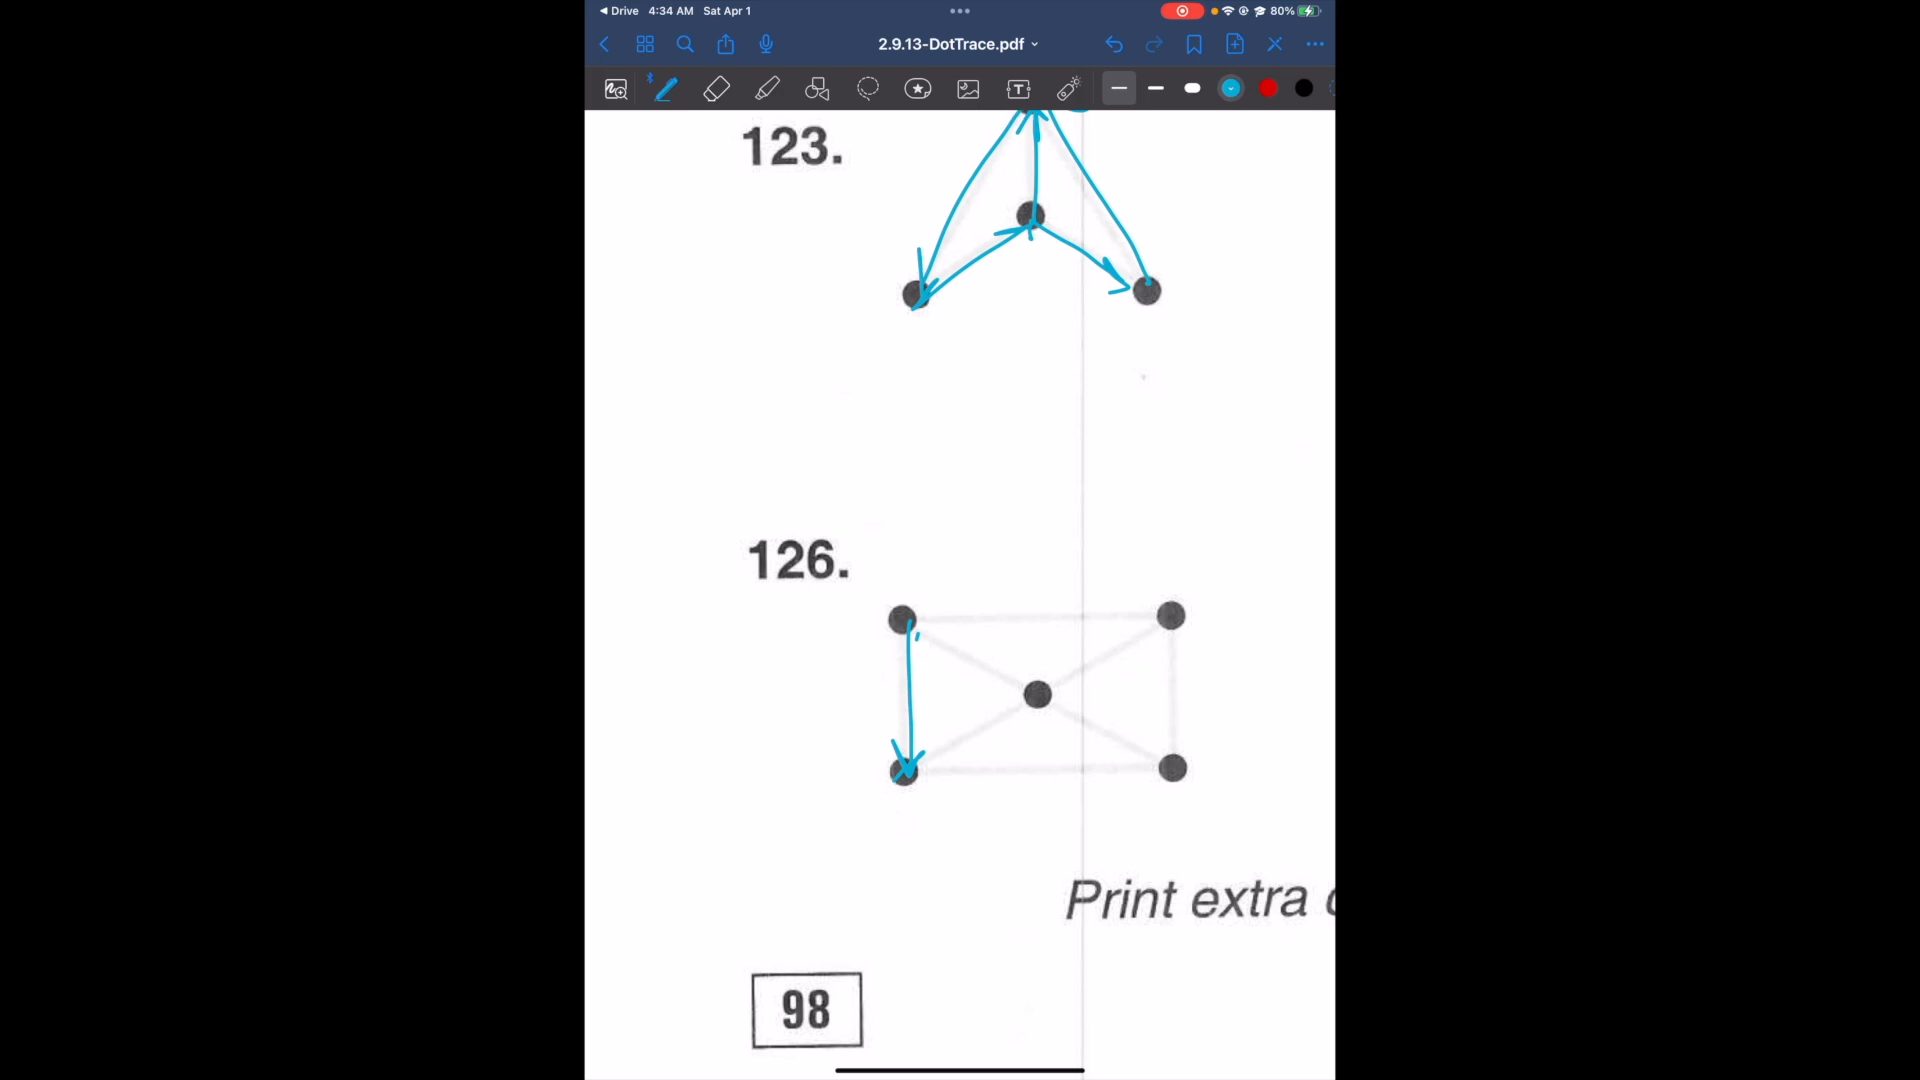 Drive 4:34 AM Sat Apr 1 80%
2.9.13-DotTrace.pdf
T
123.
126.
Print extra
98